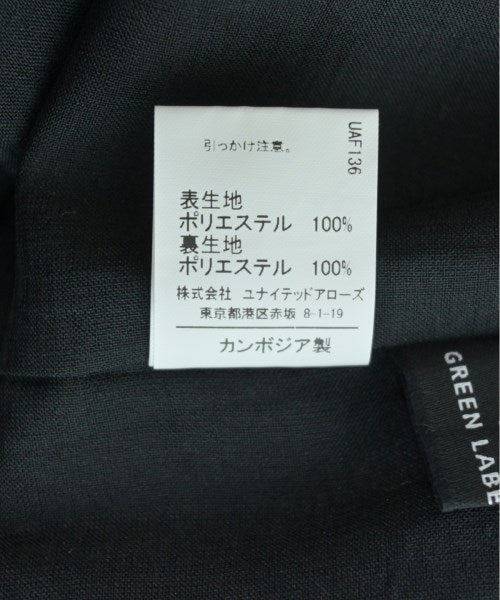 引っかけ注意。
UAF136
表生地
ポリエステル 100%
裏生地
ポリエステル 100%
株式会社 ユナイテッドアローズ
東京都港区赤坂 8-1-19
カンボジア製
GREEN LABE